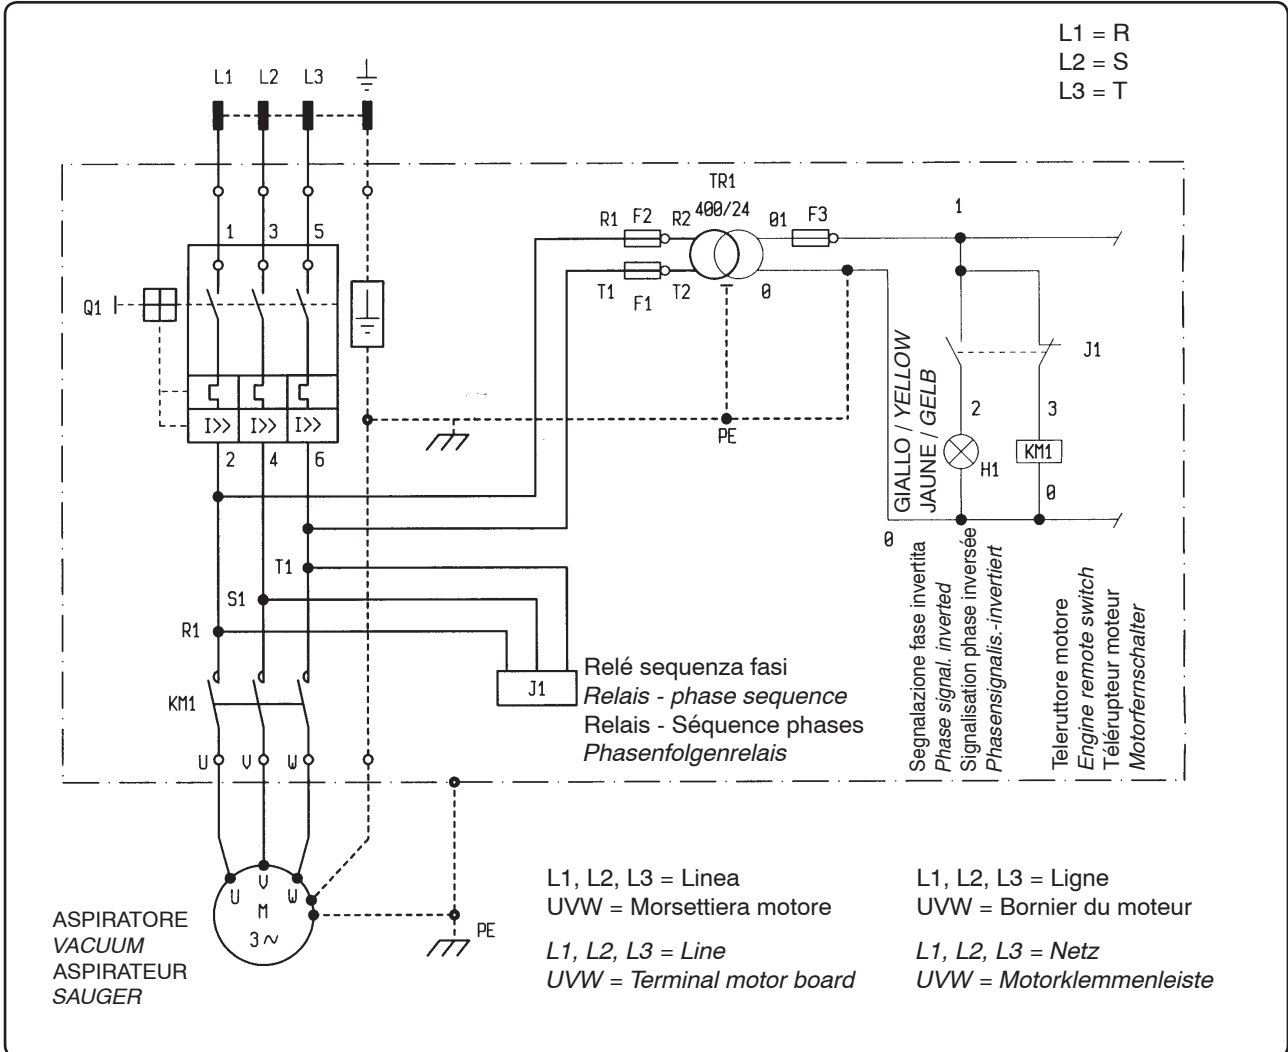 L1 = R
L2 = S
L3 = T
L1 L2 L3
TR1
400/24
R1 F2 R2 01 F3 1
T1 F1 T2 0
1 3 5
Q1
I>> I>> I>>
2 4 6
PE
J1
2 3
H1 KM1
0
0
GIALLO / YELLOW
JAUNE / GELB
T1
S1
R1
J1
Relé sequenza fasi
Relais - phase sequence
Relais - Séquence phases
Phasenfolgenrelais
Segnalazione fase invertita
Phase signal. inverted
Signalisation phase inversée
Phasensignalis.-invertiert
Teleruttore motore
Engine remote switch
Télérupteur moteur
Motorfernschalter
KM1
U V W
U V W
M
3 ~
PE
ASPIRATORE
VACUUM
ASPIRATEUR
SAUGER
L1, L2, L3 = Linea
UVW = Morsettiera motore
L1, L2, L3 = Line
UVW = Terminal motor board
L1, L2, L3 = Ligne
UVW = Bornier du moteur
L1, L2, L3 = Netz
UVW = Motorklemmenleiste